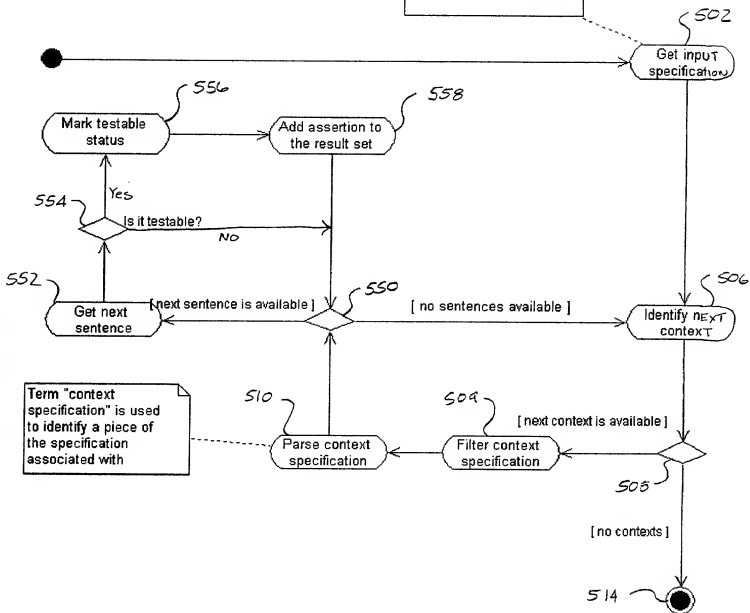 502
Get input
specification
556
558
Mark testable
status
Add assertion to
the result set
Yes
554
Is it testable?
NO
552
550
506
[ next sentence is available ]
[ no sentences available ]
Get next
sentence
Identify NEXT
contexT
Term "context
specification" is used
to identify a piece of
the specification
associated with
510
509
[ next context is available ]
Parse context
specification
Filter context
specification
505
[ no contexts ]
514